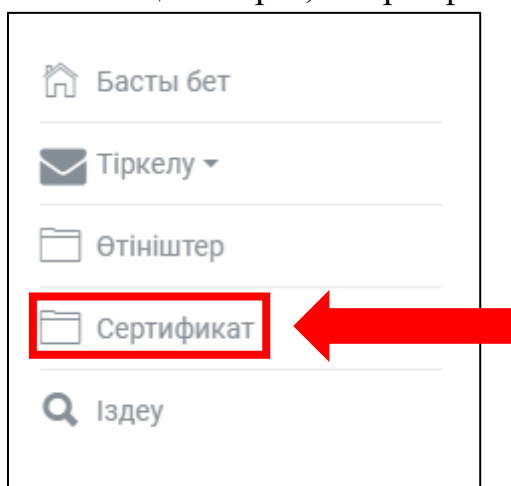 Басты бет
Тіркелу
Өтініштер
Сертификат
Іздеу